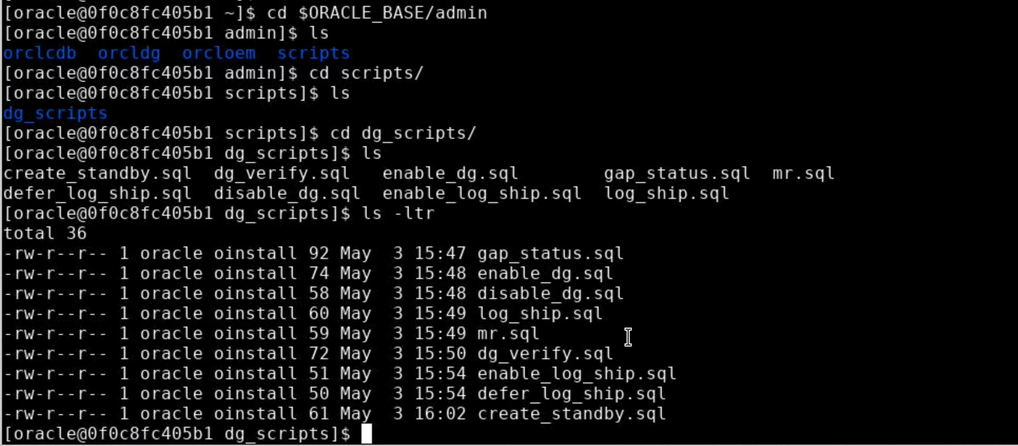 [oracle@0f0c8fc405b1 ~]$ cd $ORACLE_BASE/admin
[oracle@0f0c8fc405b1 admin]$ ls
orclcdb  orcldg  orcloem  scripts
[oracle@0f0c8fc405b1 admin]$ cd scripts/
[oracle@0f0c8fc405b1 scripts]$ ls
dg_scripts
[oracle@0f0c8fc405b1 scripts]$ cd dg_scripts/
[oracle@0f0c8fc405b1 dg_scripts]$ ls
create_standby.sql  dg_verify.sql   enable_dg.sql        gap_status.sql  mr.sql
defer_log_ship.sql  disable_dg.sql  enable_log_ship.sql  log_ship.sql
[oracle@0f0c8fc405b1 dg_scripts]$ ls -ltr
total 36
-rw-r--r-- 1 oracle oinstall 92 May  3 15:47 gap_status.sql
-rw-r--r-- 1 oracle oinstall 74 May  3 15:48 enable_dg.sql
-rw-r--r-- 1 oracle oinstall 58 May  3 15:48 disable_dg.sql
-rw-r--r-- 1 oracle oinstall 60 May  3 15:49 log_ship.sql
-rw-r--r-- 1 oracle oinstall 59 May  3 15:49 mr.sql
-rw-r--r-- 1 oracle oinstall 72 May  3 15:50 dg_verify.sql
-rw-r--r-- 1 oracle oinstall 51 May  3 15:54 enable_log_ship.sql
-rw-r--r-- 1 oracle oinstall 50 May  3 15:54 defer_log_ship.sql
-rw-r--r-- 1 oracle oinstall 61 May  3 16:02 create_standby.sql
[oracle@0f0c8fc405b1 dg_scripts]$